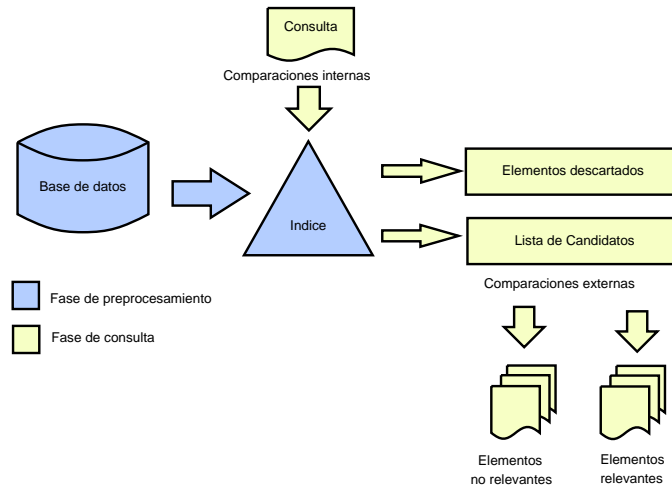 Consulta
Comparaciones internas
Base de datos
Indice
Elementos descartados
Lista de Candidatos
Comparaciones externas
Fase de preprocesamiento
Fase de consulta
Elementos
no relevantes
Elementos
relevantes